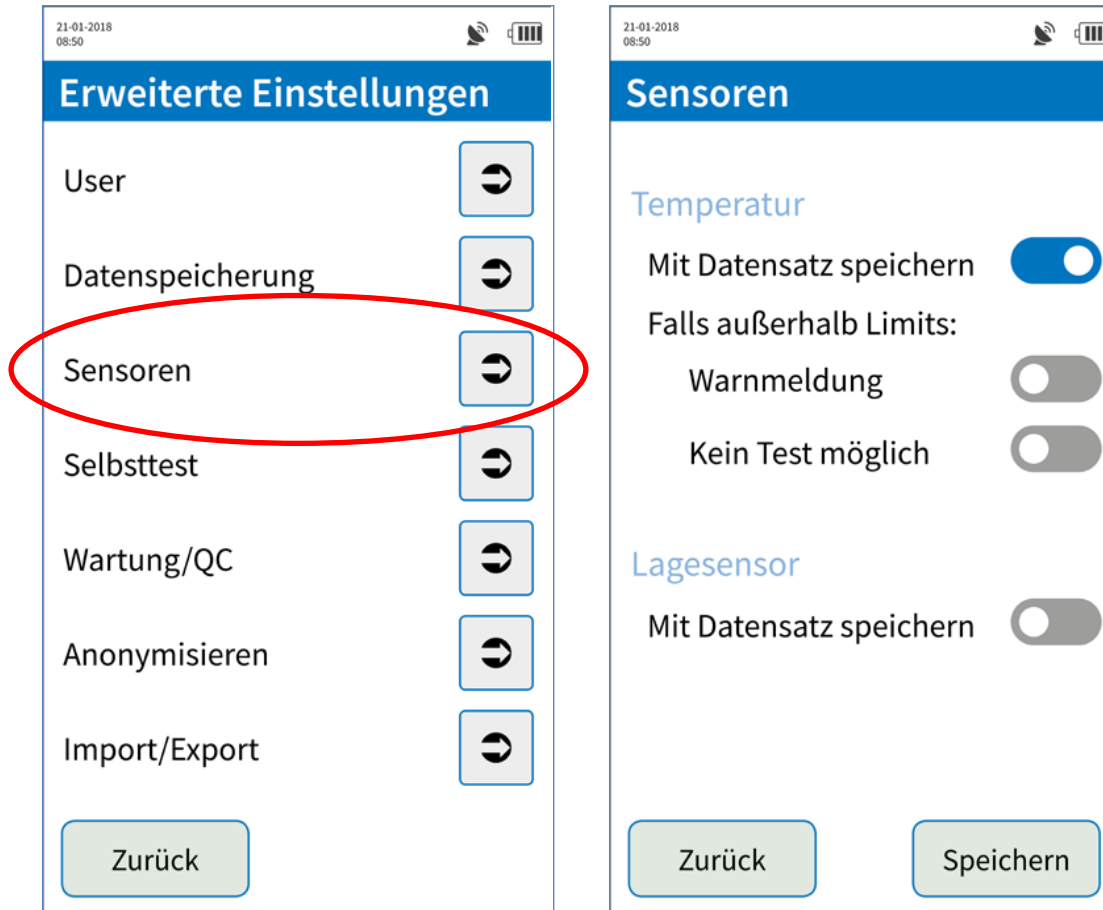 21-01-2018
08:50
Erweiterte Einstellungen
User
Datenspeicherung
Sensoren
Selbsttest
Wartung/QC
Anonymisieren
Import/Export
Zurück
21-01-2018
08:50
Sensoren
Temperatur
Mit Datensatz speichern
Falls außerhalb Limits:
Warnmeldung
Kein Test möglich
Lagesensor
Mit Datensatz speichern
Zurück
Speichern